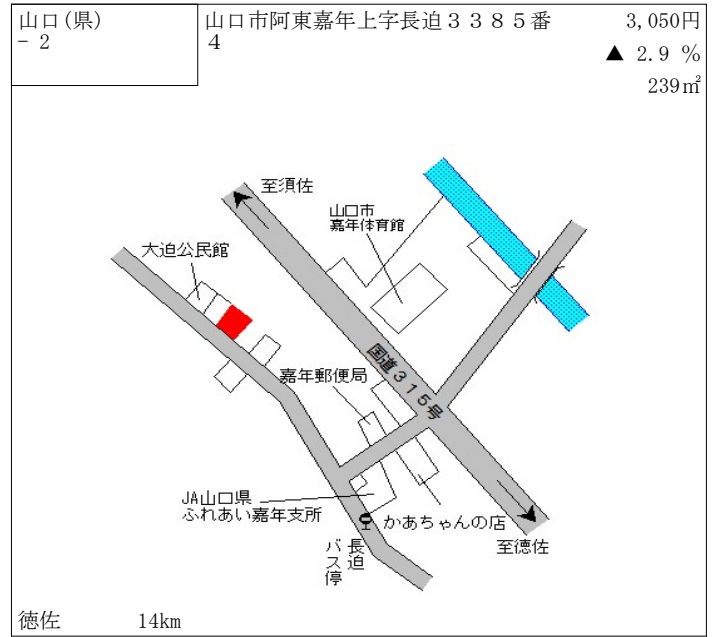 山口(県)
- 2
山口市阿東嘉年上字長迫３３８５番
4
3,050円
▲ 2.9 %
239㎡
至須佐
山口市
嘉年体育館
大迫公民館
国道３１５号
嘉年郵便局
JA山口県
ふれあい嘉年支所
かあちゃんの店
長迫
バス停
至徳佐
徳佐 14km